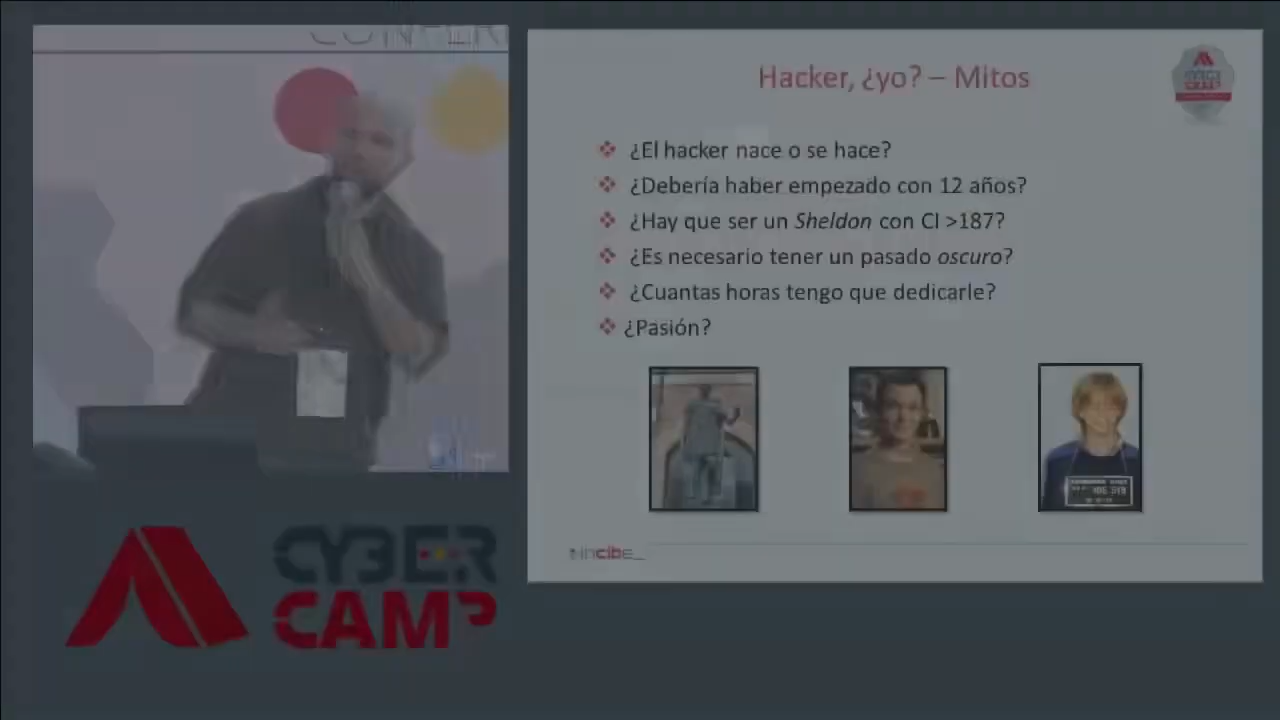 Hacker, ¿yo? – Mitos
¿El hacker nace o se hace?
¿Debería haber empezado con 12 años?
¿Hay que ser un Sheldon con CI >187?
¿Es necesario tener un pasado oscuro?
¿Cuantas horas tengo que dedicarle?
¿Pasión?
incibe_
CYBER
CAMP